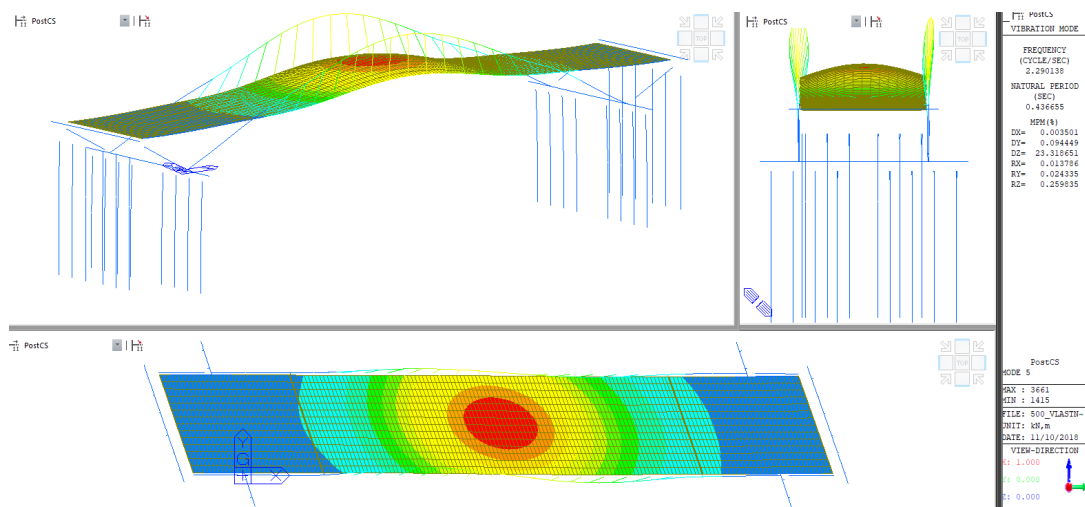 PostCS
TOP
PostCS
TOP
PostCS
VIBRATION MODE
FREQUENCY
(CYCLE/SEC)
2.290138
NATURAL PERIOD
(SEC)
0.436655
MPM(%)
DX= 0.003501
DY= 0.094449
DZ= 23.318651
RX= 0.013786
RY= 0.024335
RZ= 0.259835
PostCS
TOP
X
PostCS
MODE 5
MAX : 3661
MIN : 1415
FILE: 500_VLASTN~
UNIT: kN,m
DATE: 11/10/2018
VIEW-DIRECTION
X: 1.000
Y: 0.000
Z: 0.000